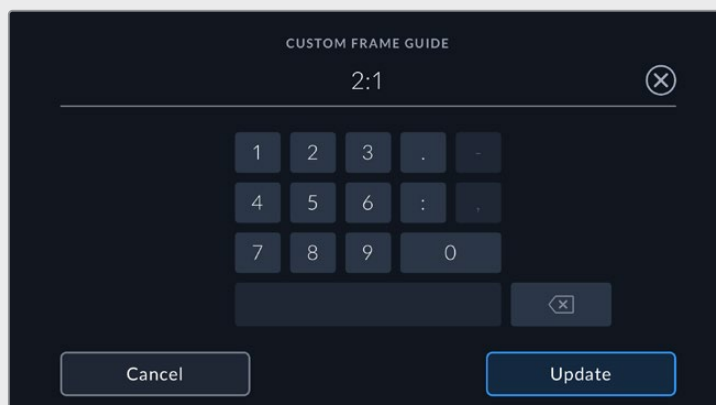 CUSTOM FRAME GUIDE
2:1
1 2 3 . -
4 5 6 : ,
7 8 9 0
Cancel Update